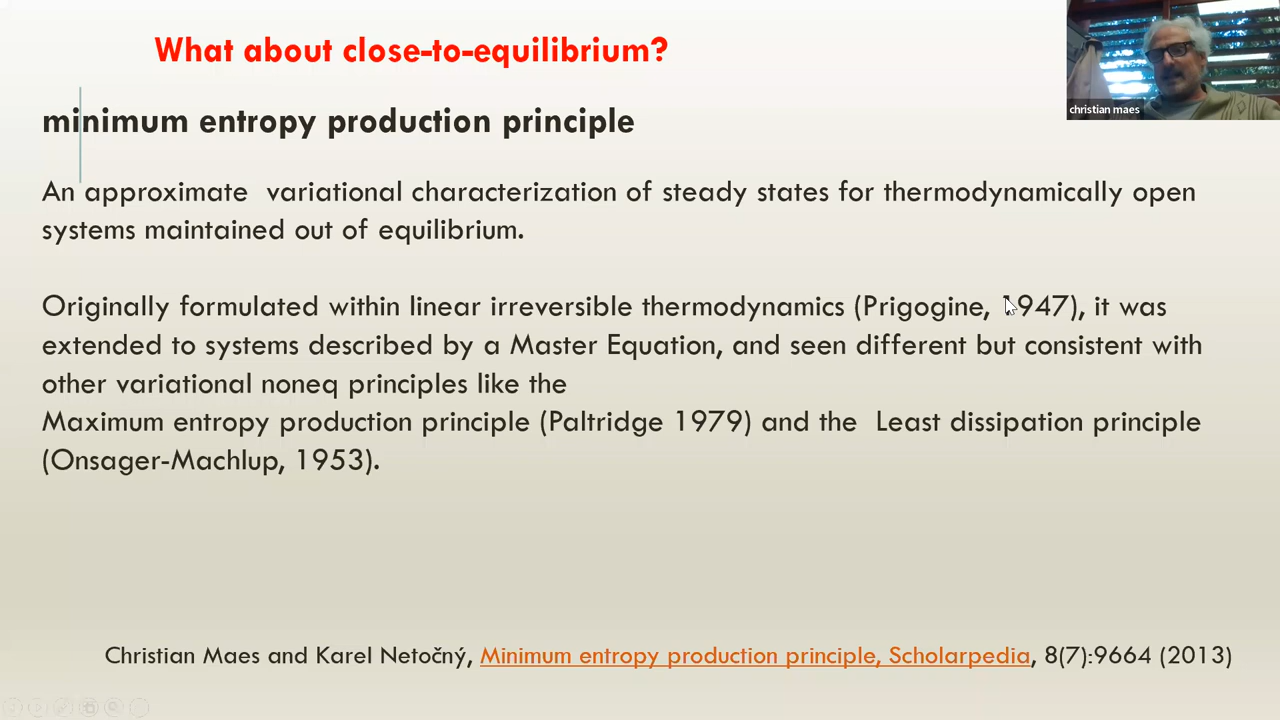 What about close-to-equilibrium?
christian maes
minimum entropy production principle
An approximate variational characterization of steady states for thermodynamically open
systems maintained out of equilibrium.
Originally formulated within linear irreversible thermodynamics (Prigogine, 1947), it was
extended to systems described by a Master Equation, and seen different but consistent with
other variational noneq principles like the
Maximum entropy production principle (Paltridge 1979) and the Least dissipation principle
(Onsager-Machlup, 1953).
Christian Maes and Karel Netočný, Minimum entropy production principle, Scholarpedia, 8(7):9664 (2013)